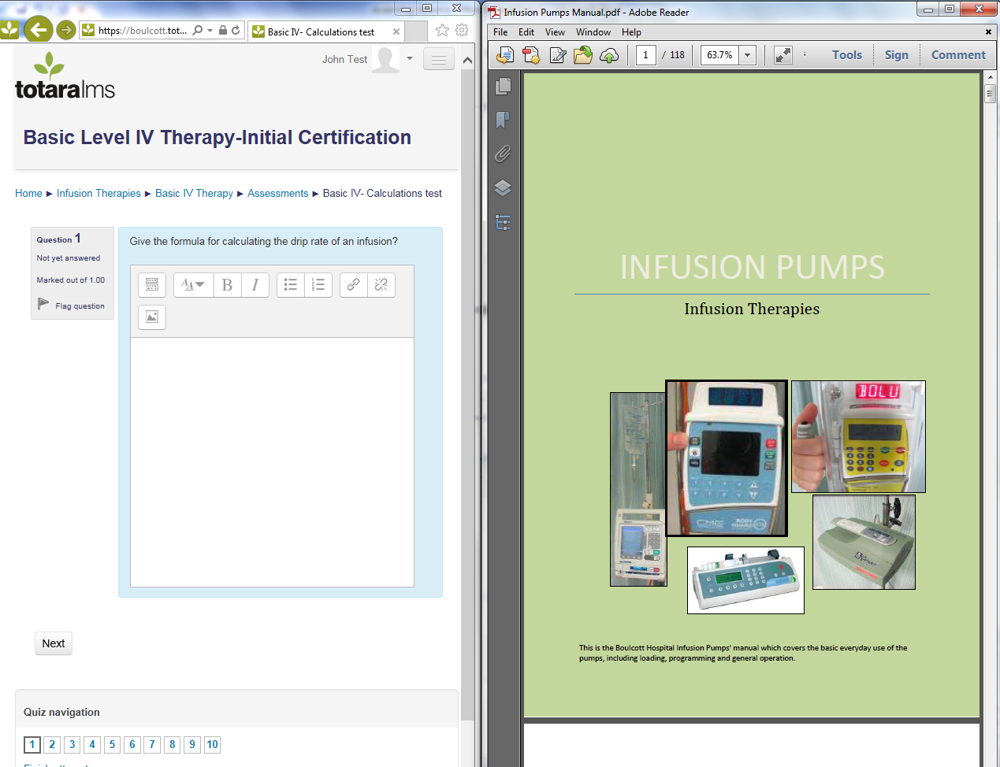 https://boulcott.tot...
Basic IV- Calculations test
John Test
totaralms
Basic Level IV Therapy-Initial Certification
Home ► Infusion Therapies ► Basic IV Therapy ► Assessments ► Basic IV- Calculations test
Question 1
Not yet answered
Marked out of 1.00
Flag question
Give the formula for calculating the drip rate of an infusion?
Next
Quiz navigation
1 2 3 4 5 6 7 8 9 10
Infusion Pumps Manual.pdf - Adobe Reader
File Edit View Window Help
1 / 118 63.7% Tools Sign Comment
INFUSION PUMPS
Infusion Therapies
BOLU
CME
This is the Boulcott Hospital Infusion Pumps' manual which covers the basic everyday use of the
pumps, including loading, programming and general operation.